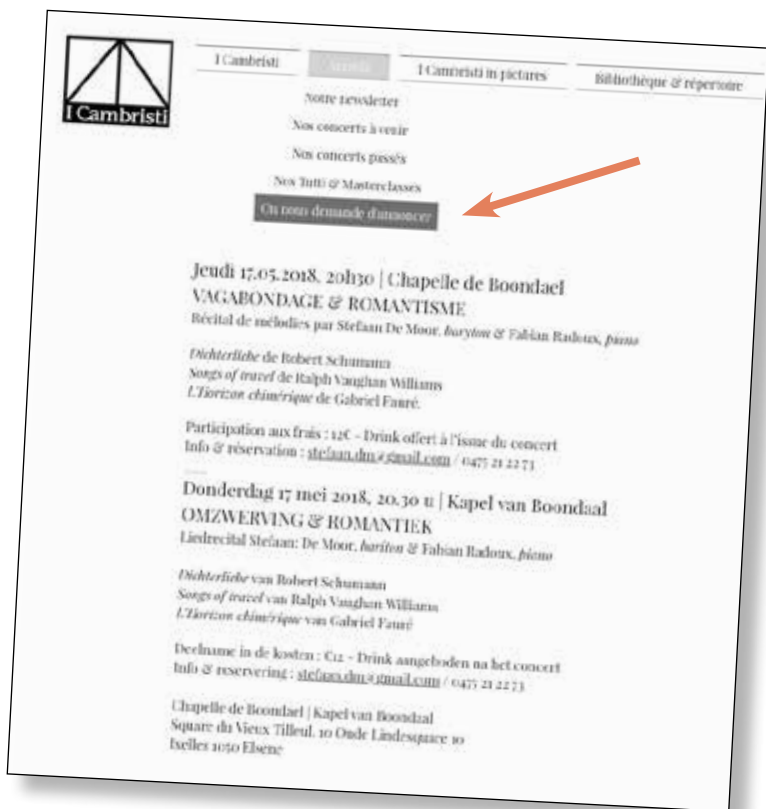 I Cambristi
I Cambristi
I Cambristi in pictures
Bibliothèque & répertoire
Notre newsletter
Nos concerts à venir
Nos concerts passés
Nos Tutti & Masterclasses
On nous demande d'annoncer
Jeudi 17.05.2018, 20h30 | Chapelle de Boondael
VAGABONDAGE & ROMANTISME
Récital de mélodies par Stefaan De Moor, baryton & Fabian Radoux, piano
Dichterliebe de Robert Schumann
Songs of travel de Ralph Vaughan Williams
L'Horizon chimérique de Gabriel Fauré.
Participation aux frais : 12€ - Drink offert à l'issue du concert
Info & réservation : stefaan.dm@gmail.com / 0475 21 22 73
Donderdag 17 mei 2018, 20.30 u | Kapel van Boondaal
OMZWERVING & ROMANTIEK
Liedrecital Stefaan De Moor, bariton & Fabian Radoux, piano
Dichterliebe van Robert Schumann
Songs of travel van Ralph Vaughan Williams
L'Horizon chimérique van Gabriel Fauré
Deelname in de kosten : €12 - Drink aangeboden na het concert
Info & reservering : stefaan.dm@gmail.com / 0475 21 22 73
Chapelle de Boondael | Kapel van Boondaal
Square du Vieux Tilleul, 10 Oude Lindesquare 10
Ixelles 1050 Elsene